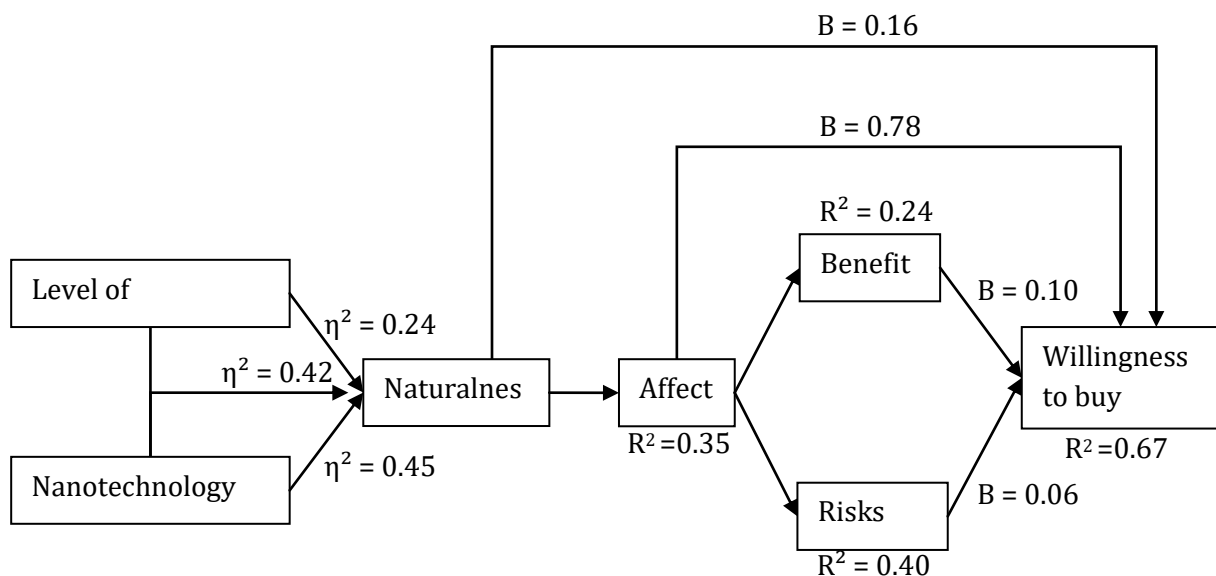 B = 0.16
B = 0.78
R² = 0.24
Benefit
Level of
B = 0.10
η² = 0.24
Willingness
to buy
η² = 0.42
Naturalnes
Affect
R² =0.35
R² =0.67
η² = 0.45
Nanotechnology
Risks
B = 0.06
R² = 0.40